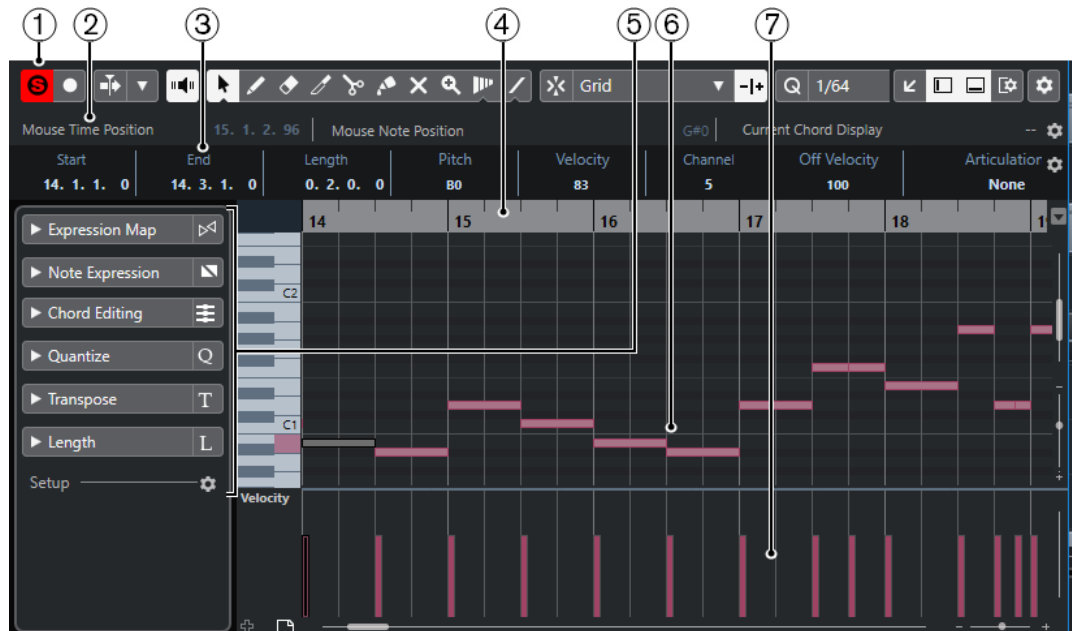 1 2 3 4 5 6 7
S Grid Q 1/64
Mouse Time Position 15. 1. 2. 96 Mouse Note Position G#0 Current Chord Display --
Start End Length Pitch Velocity Channel Off Velocity Articulation
14. 1. 1. 0 14. 3. 1. 0 0. 2. 0. 0 B0 83 5 100 None
14 15 16 17 18
Expression Map
Note Expression
C2
Chord Editing
Quantize Q
Transpose T
C1
Length L
Setup
Velocity